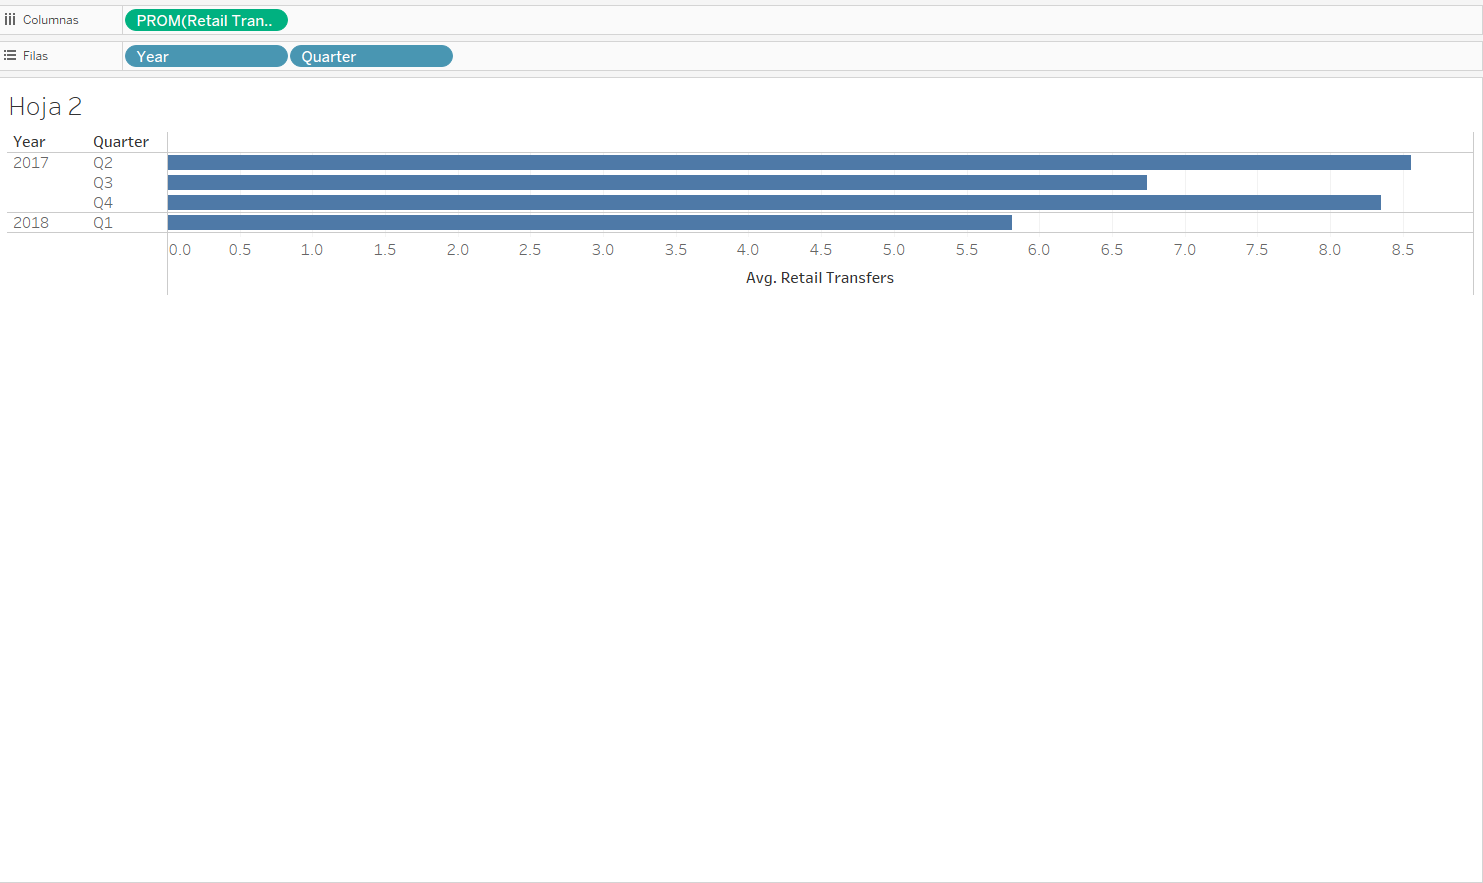 Columnas PROM(Retail Tran..
Filas Year Quarter
Hoja 2
Year Quarter
2017 Q2
Q3
Q4
2018 Q1
0.0 0.5 1.0 1.5 2.0 2.5 3.0 3.5 4.0 4.5 5.0 5.5 6.0 6.5 7.0 7.5 8.0 8.5
Avg. Retail Transfers